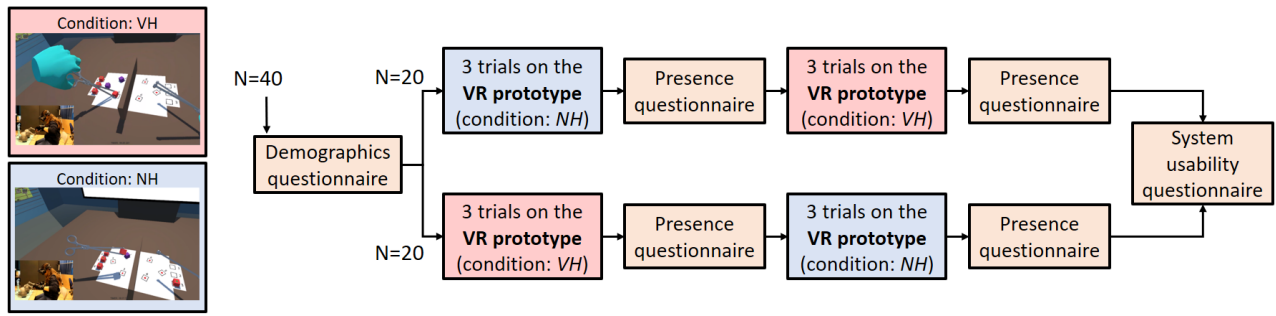 Condition: VH
Condition: NH
N=40
Demographics
questionnaire
N=20
3 trials on the
VR prototype
(condition: NH)
Presence
questionnaire
3 trials on the
VR prototype
(condition: VH)
Presence
questionnaire
N=20
3 trials on the
VR prototype
(condition: VH)
Presence
questionnaire
3 trials on the
VR prototype
(condition: NH)
Presence
questionnaire
System
usability
questionnaire